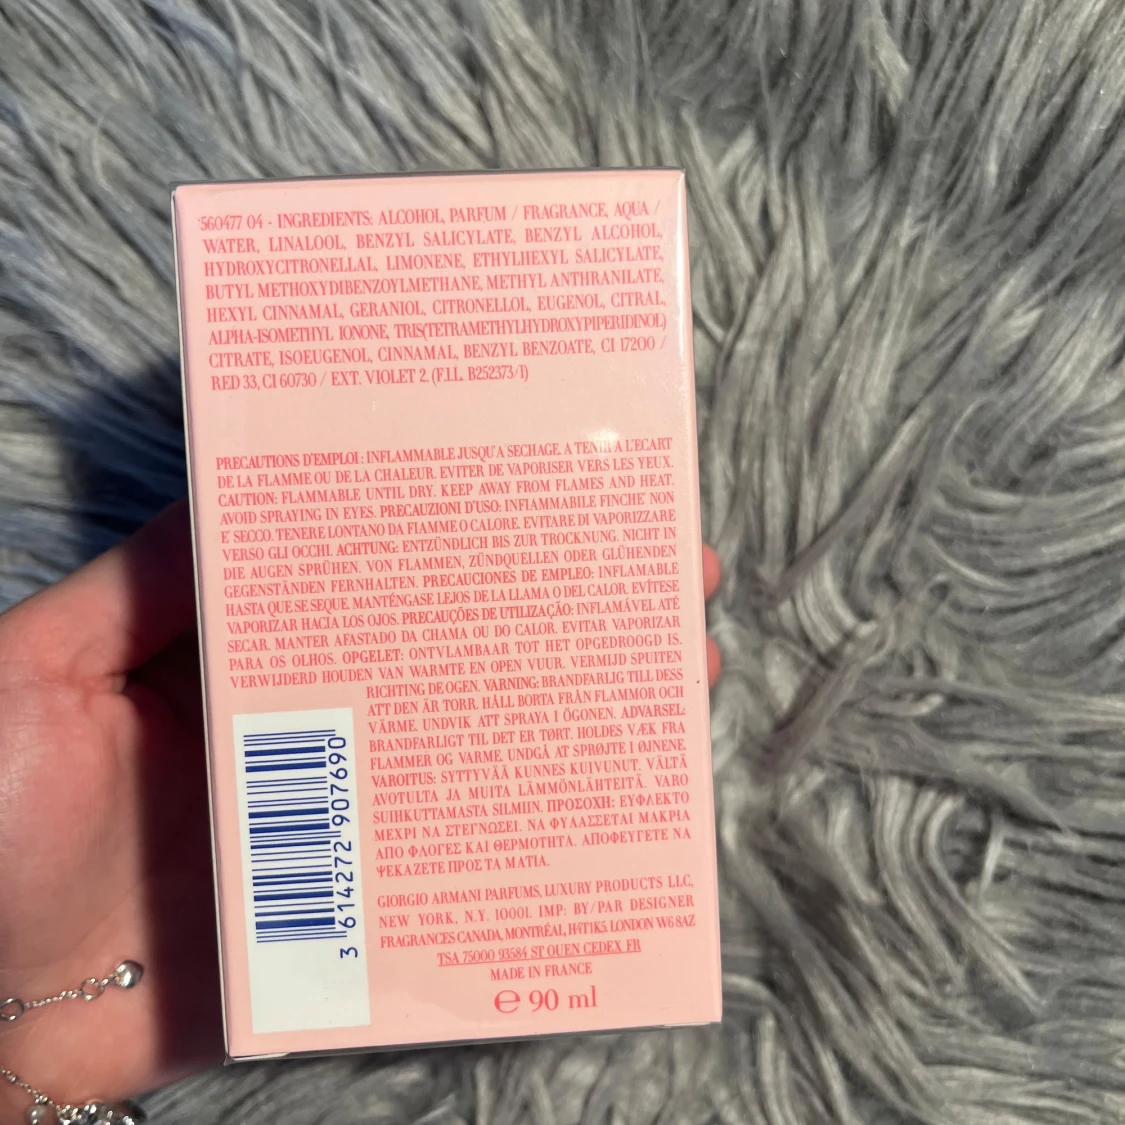 560477 04 - INGREDIENTS: ALCOHOL, PARFUM / FRAGRANCE, AQUA /
WATER, LINALOOL, BENZYL SALICYLATE, BENZYL ALCOHOL,
HYDROXYCITRONELLAL, LIMONENE, ETHYLHEXYL SALICYLATE,
BUTYL METHOXYDIBENZOYLMETHANE, METHYL ANTHRANILATE,
HEXYL CINNAMAL, GERANIOL, CITRONELLOL, EUGENOL, CITRAL,
ALPHA-ISOMETHYL IONONE, TRIS(TETRAMETHYLHYDROXYPIPERIDINOL)
CITRATE, ISOEUGENOL, CINNAMAL, BENZYL BENZOATE, CI 17200 /
RED 33, CI 60730 / EXT. VIOLET 2. (F.I.L. B252373/1)
PRECAUTIONS D'EMPLOI : INFLAMMABLE JUSQU'A SECHAGE. A TENIR A L'ECART
DE LA FLAMME OU DE LA CHALEUR. EVITER DE VAPORISER VERS LES YEUX.
CAUTION: FLAMMABLE UNTIL DRY. KEEP AWAY FROM FLAMES AND HEAT.
AVOID SPRAYING IN EYES. PRECAUZIONI D'USO: INFIAMMABILE FINCHE' NON
E' SECCO. TENERE LONTANO DA FIAMME O CALORE. EVITARE DI VAPORIZZARE
VERSO GLI OCCHI. ACHTUNG: ENTZÜNDLICH BIS ZUR TROCKNUNG. NICHT IN
DIE AUGEN SPRÜHEN. VON FLAMMEN, ZÜNDQUELLEN ODER GLÜHENDEN
GEGENSTÄNDEN FERNHALTEN. PRECAUCIONES DE EMPLEO: INFLAMABLE
HASTA QUE SE SEQUE. MANTÉNGASE LEJOS DE LA LLAMA O DEL CALOR. EVÍTESE
VAPORIZAR HACIA LOS OJOS. PRECAUÇÕES DE UTILIZAÇÃO: INFLAMÁVEL ATÉ
SECAR. MANTER AFASTADO DA CHAMA OU DO CALOR. EVITAR VAPORIZAR
PARA OS OLHOS. OPGELET: ONTVLAMBAAR TOT HET OPGEDROOGD IS.
VERWIJDERD HOUDEN VAN WARMTE EN OPEN VUUR. VERMIJD SPUITEN
RICHTING DE OGEN. VARNING: BRANDFARLIG TILL DESS
ATT DEN ÄR TORR. HÅLL BORTA FRÅN FLAMMOR OCH
VÄRME. UNDVIK ATT SPRAYA I ÖGONEN. ADVARSEL:
BRANDFARLIGT TIL DET ER TØRT. HOLDES VÆK FRA
FLAMMER OG VARME. UNDGÅ AT SPRØJTE I ØJNENE.
VAROITUS: SYTTYVÄÄ KUNNES KUIVUNUT. VÄLTÄ
AVOTULTA JA MUITA LÄMMÖNLÄHTEITÄ. VARO
SUIHKUTTAMASTA SILMIIN. ΠΡΟΣΟΧΗ: ΕΥΦΛΕΚΤΟ
ΜΕΧΡΙ ΝΑ ΣΤΕΓΝΩΣΕΙ. ΝΑ ΦΥΛΑΣΣΕΤΑΙ ΜΑΚΡΙΑ
ΑΠΟ ΦΛΟΓΕΣ ΚΑΙ ΘΕΡΜΟΤΗΤΑ. ΑΠΟΦΕΥΓΕΤΕ ΝΑ
ΨΕΚΑΖΕΤΕ ΠΡΟΣ ΤΑ ΜΑΤΙΑ.
3 614272 907690
GIORGIO ARMANI PARFUMS, LUXURY PRODUCTS LLC,
NEW YORK, N.Y. 10001. IMP: BY/PAR DESIGNER
FRAGRANCES CANADA, MONTRÉAL, H4T1K5. LONDON W6 8AZ
TSA 75000 93584 ST OUEN CEDEX FR
MADE IN FRANCE
℮ 90 ml